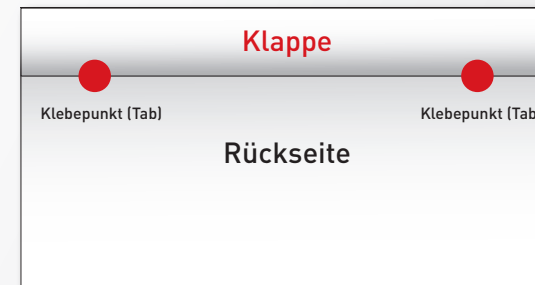 Klappe
Klebepunkt (Tab)
Klebepunkt (Tab
Rückseite